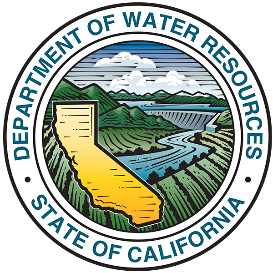 DEPARTMENT OF WATER RESOURCES
STATE OF CALIFORNIA